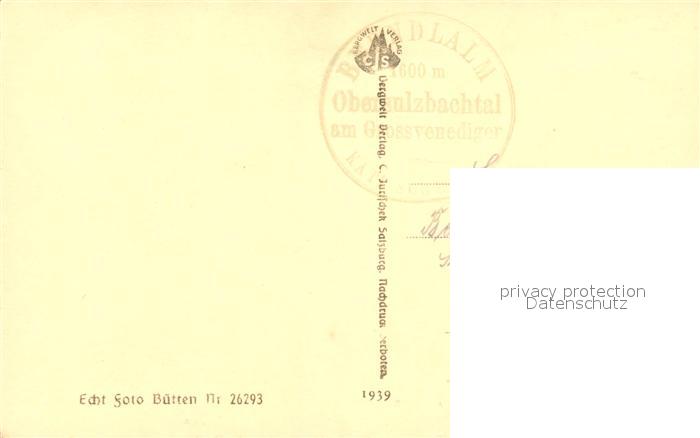 BERGWELT VERLAG
C S
1600 m
Obersulzbachtal
am Grossvenediger
Bergwelt Verlag, C. Jurischek Salzburg. Nachdruck verboten.
privacy protection
Datenschutz
Echt Foto Bütten Nr 26293
1939